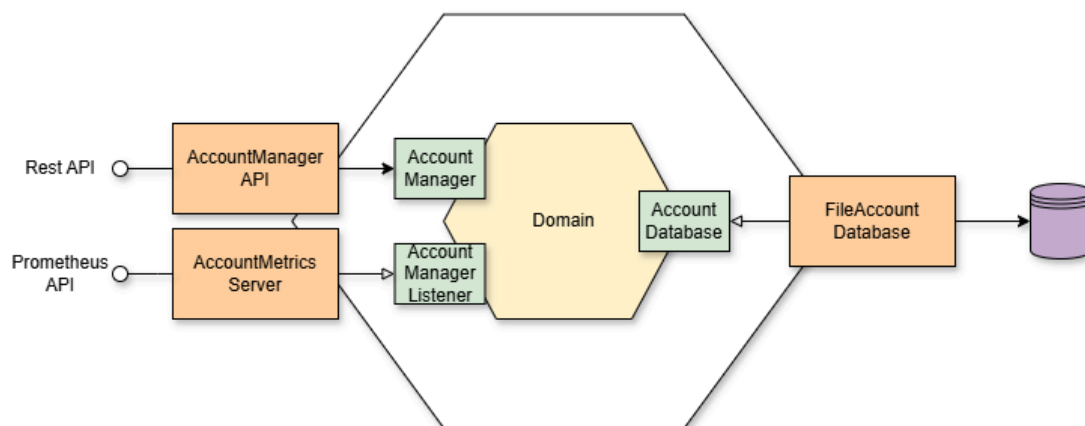 Rest API
AccountManager
API
Account
Manager
Domain
Account
Database
FileAccount
Database
Prometheus
API
AccountMetrics
Server
Account
Manager
Listener